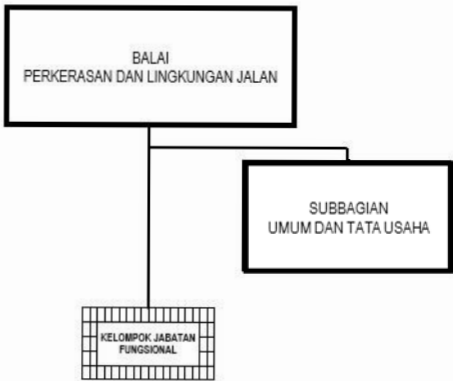 BALAI
PERKERASAN DAN LINGKUNGAN JALAN
SUBBAGIAN
UMUM DAN TATA USAHA
KELOMPOK JABATAN
FUNGSIONAL